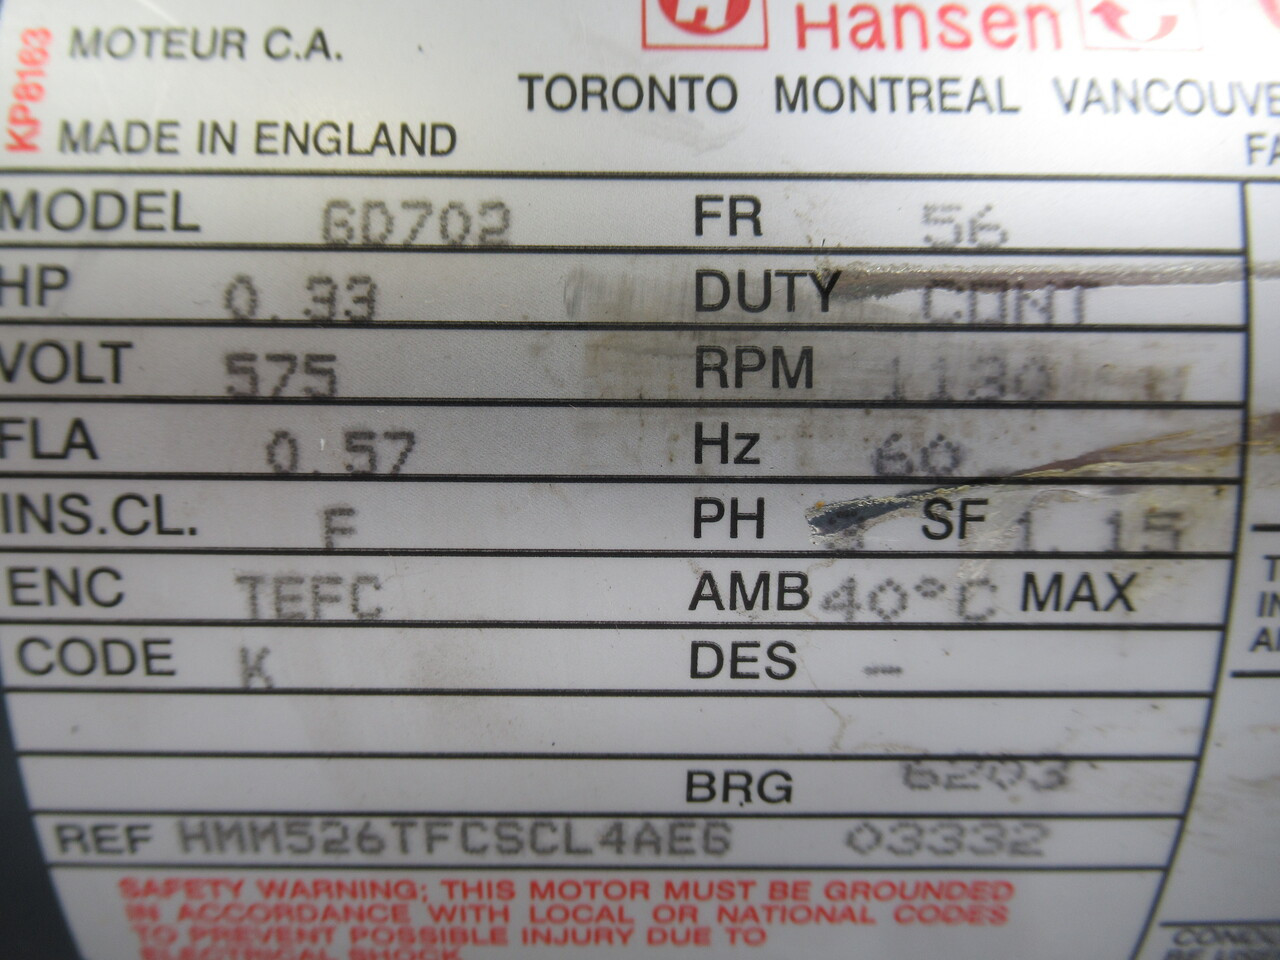 Hansen
MOTEUR C.A.
TORONTO MONTREAL
KP8163
MADE IN ENGLAND
MODEL GD702 FR 56
HP 0.33 DUTY CONT
VOLT 575 RPM 1130
FLA 0.57 Hz 60
INS.CL. F PH SF 1.15
ENC TEFC AMB 40°C MAX
CODE K DES —
BRG 6203
REF HMM526TFCSCL4AE6 03332
SAFETY WARNING; THIS MOTOR MUST BE GROUNDED
IN ACCORDANCE WITH LOCAL OR NATIONAL CODES
TO PREVENT POSSIBLE INJURY DUE TO
ELECTRICAL SHOCK